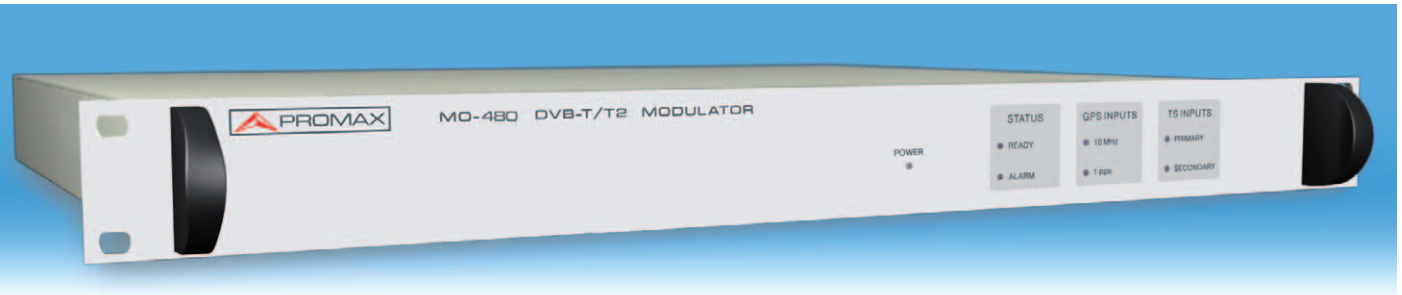 PROMAX
MO-480 DVB-T/T2 MODULATOR
POWER
STATUS
READY
ALARM
GPS INPUTS
10 MHz
1 pps
TS INPUTS
PRIMARY
SECONDARY